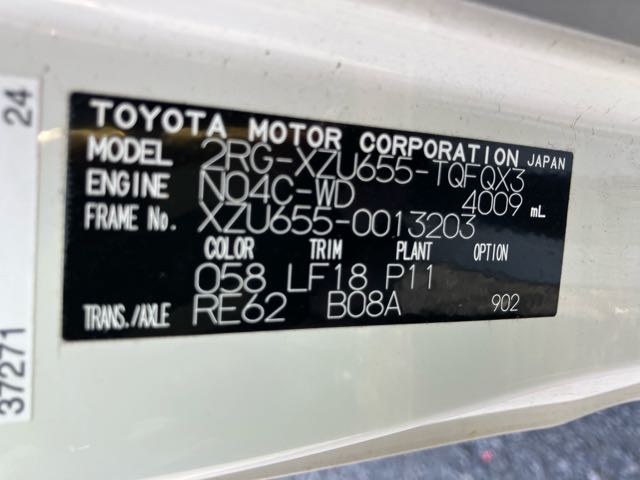 TOYOTA MOTOR CORPORATION JAPAN
MODEL 2RG-XZU655-TQFQX3
ENGINE N04C-WD 4009 mL
FRAME No. XZU655-0013203
COLOR TRIM PLANT OPTION
058 LF18 P11
TRANS./AXLE RE62 B08A 902
37271 24